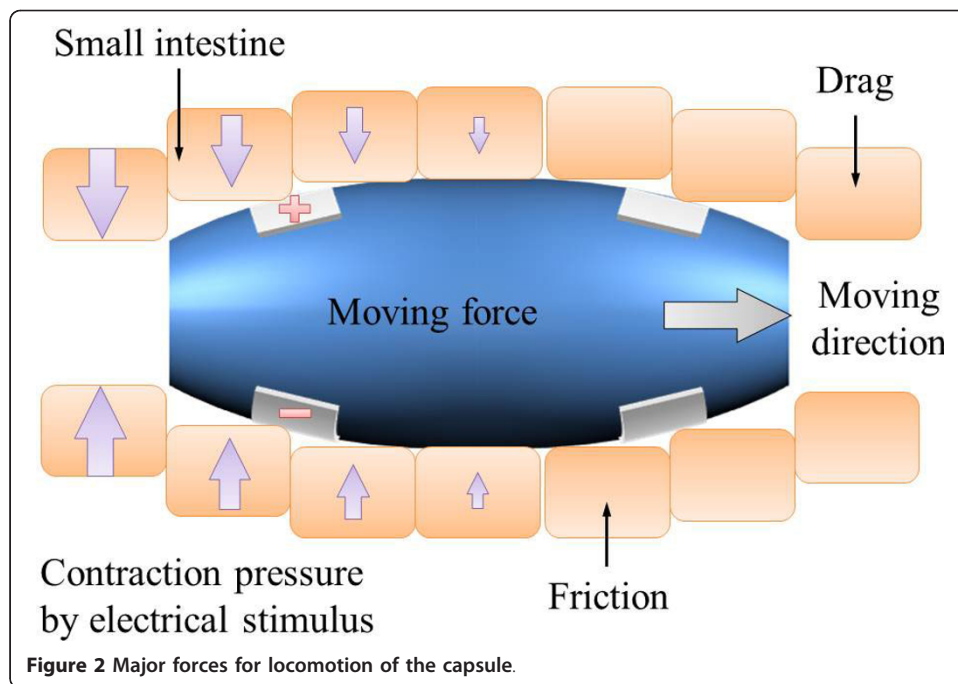 Small intestine
Drag
Moving force
Moving
direction
Contraction pressure
by electrical stimulus
Friction
Figure 2 Major forces for locomotion of the capsule.